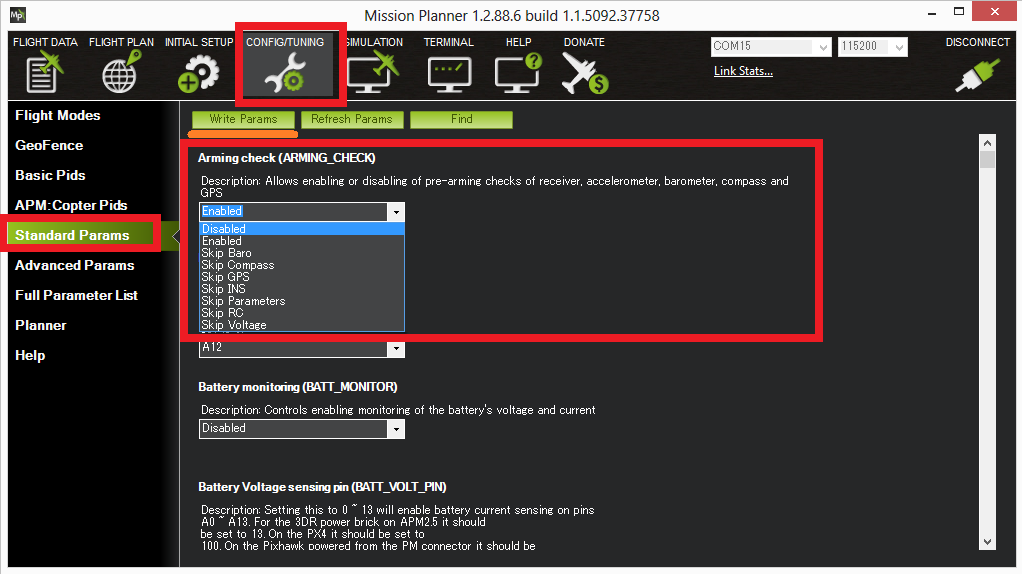 Mp
Mission Planner 1.2.88.6 build 1.1.5092.37758
FLIGHT DATA
FLIGHT PLAN
INITIAL SETUP
CONFIG/TUNING
SIMULATION
TERMINAL
HELP
DONATE
COM15
115200
DISCONNECT
Link Stats...
Flight Modes
GeoFence
Basic Pids
APM:Copter Pids
Standard Params
Advanced Params
Full Parameter List
Planner
Help
Write Params
Refresh Params
Find
Arming check (ARMING_CHECK)
Description: Allows enabling or disabling of pre-arming checks of receiver, accelerometer, barometer, compass and
GPS
Enabled
Disabled
Enabled
Skip Baro
Skip Compass
Skip GPS
Skip INS
Skip Parameters
Skip RC
Skip Voltage
A12
Battery monitoring (BATT_MONITOR)
Description: Controls enabling monitoring of the battery's voltage and current
Disabled
Battery Voltage sensing pin (BATT_VOLT_PIN)
Description: Setting this to 0 ~ 13 will enable battery current sensing on pins
A0 ~ A13. For the 3DR power brick on APM2.5 it should
be set to 13. On the PX4 it should be set to
100. On the Pixhawk powered from the PM connector it should be